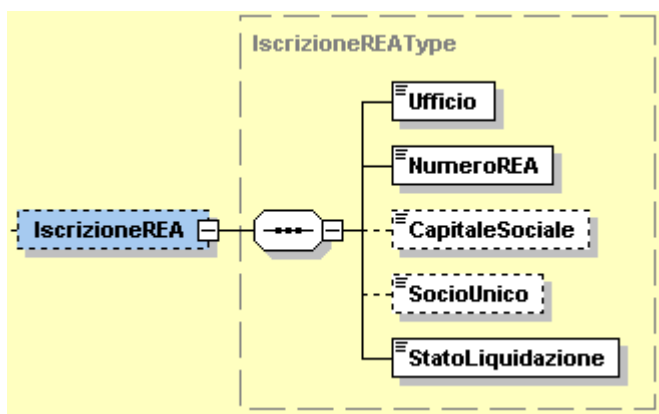 IscrizioneREAType
Ufficio
NumeroREA
IscrizioneREA
CapitaleSociale
SocioUnico
StatoLiquidazione